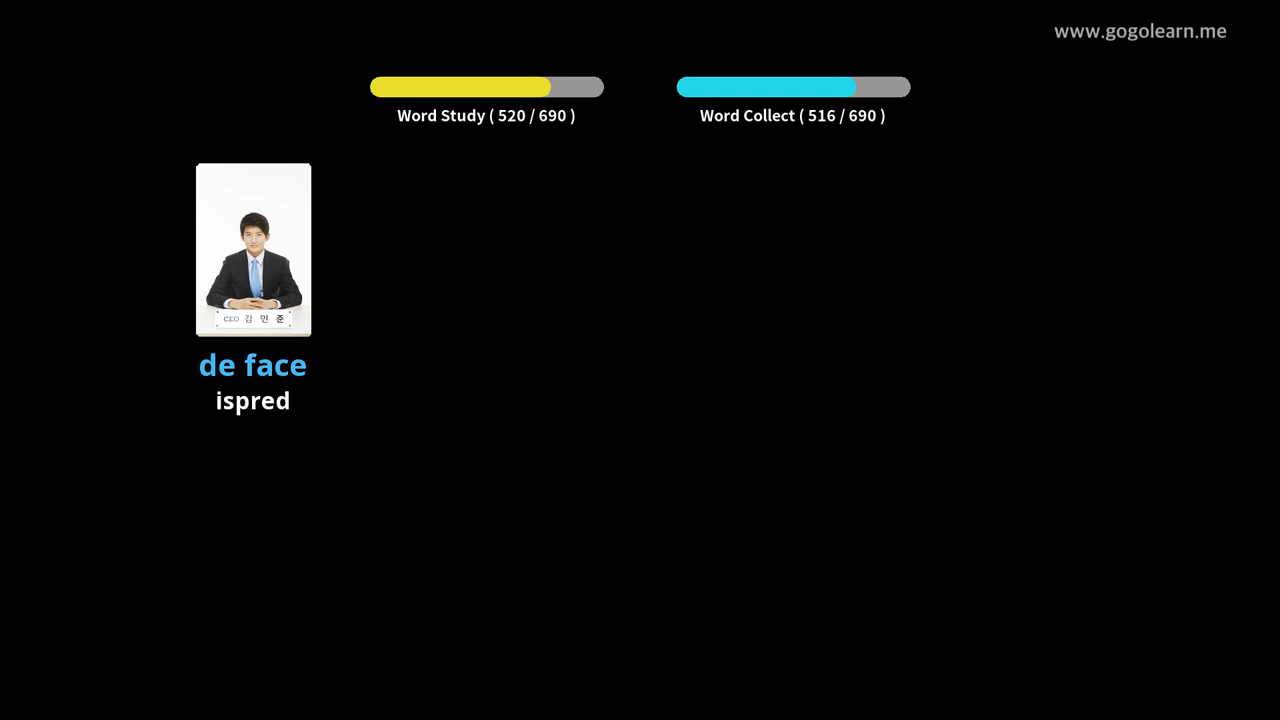 www.gogolearn.me
Word Study ( 520 / 690 )
Word Collect ( 516 / 690 )
CEO 김 민 준
de face
ispred